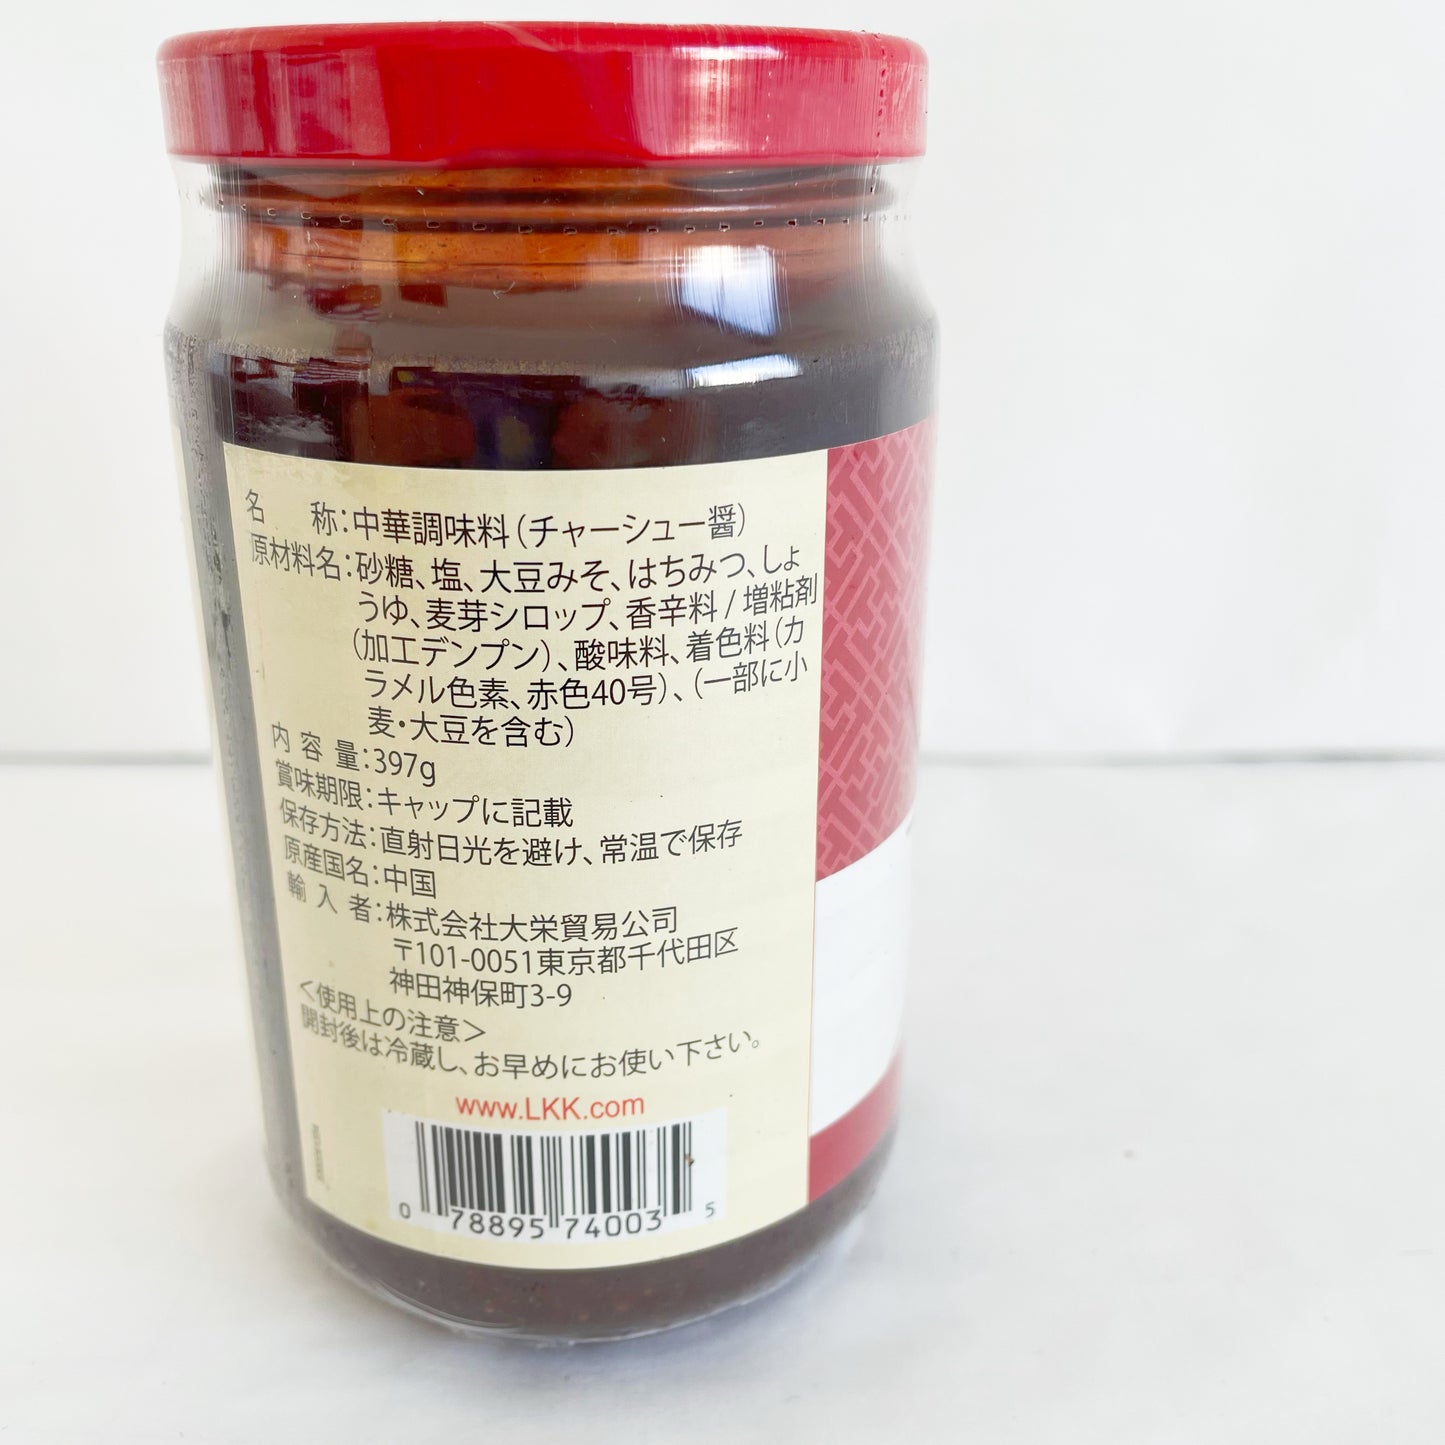 名 称:中華調味料(チャーシュー醤)
原材料名:砂糖、塩、大豆みそ、はちみつ、しょ
うゆ、麦芽シロップ、香辛料 / 増粘剤
(加工デンプン)、酸味料、着色料(カ
ラメル色素、赤色40号)、(一部に小
麦・大豆を含む)
内 容 量:397g
賞味期限:キャップに記載
保存方法:直射日光を避け、常温で保存
原産国名:中国
輸 入 者:株式会社大栄貿易公司
〒101-0051東京都千代田区
神田神保町3-9
<使用上の注意>
開封後は冷蔵し、お早めにお使い下さい。
www.LKK.com
0 78895 74003 5